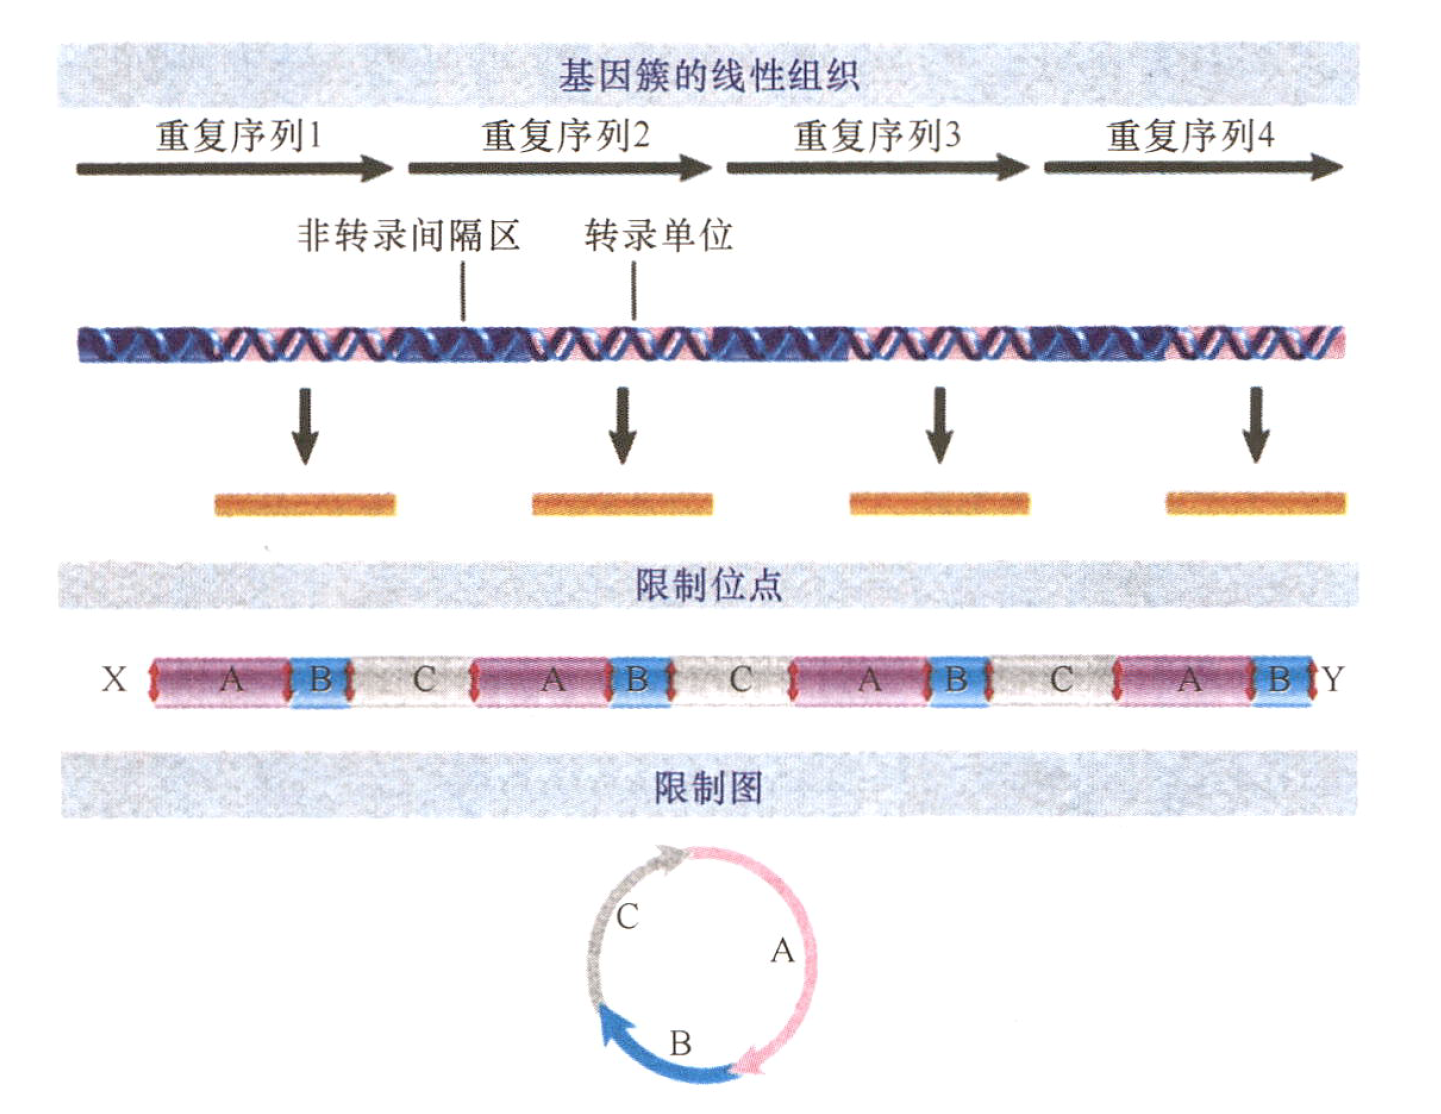 基因簇的线性组织
重复序列1 重复序列2 重复序列3 重复序列4
非转录间隔区 转录单位
限制位点
X A B C A B C A B C A B Y
限制图
C
A
B